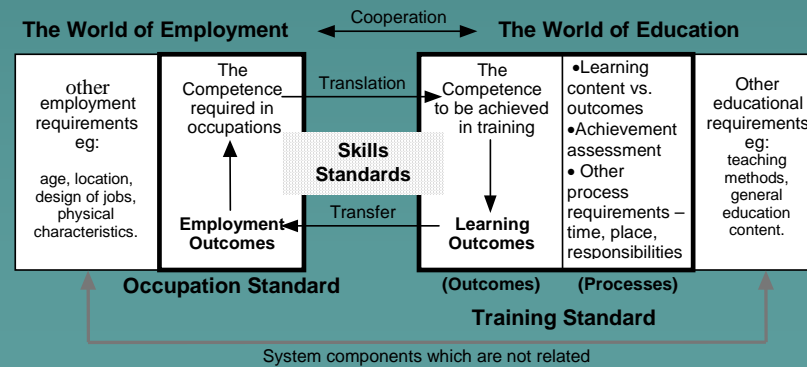 Cooperation
The World of Employment
The World of Education
other
employment
requirements
eg:
age, location,
design of jobs,
physical
characteristics.
The
Competence
required in
occupations
Employment
Outcomes
Translation
Skills
Standards
Transfer
The
Competence
to be achieved
in training
Learning
Outcomes
•Learning
content vs.
outcomes
•Achievement
assessment
• Other
process
requirements –
time, place,
responsibilities
Other
educational
requirements
eg:
teaching
methods,
general
education
content.
Occupation Standard
(Outcomes)
(Processes)
Training Standard
System components which are not related